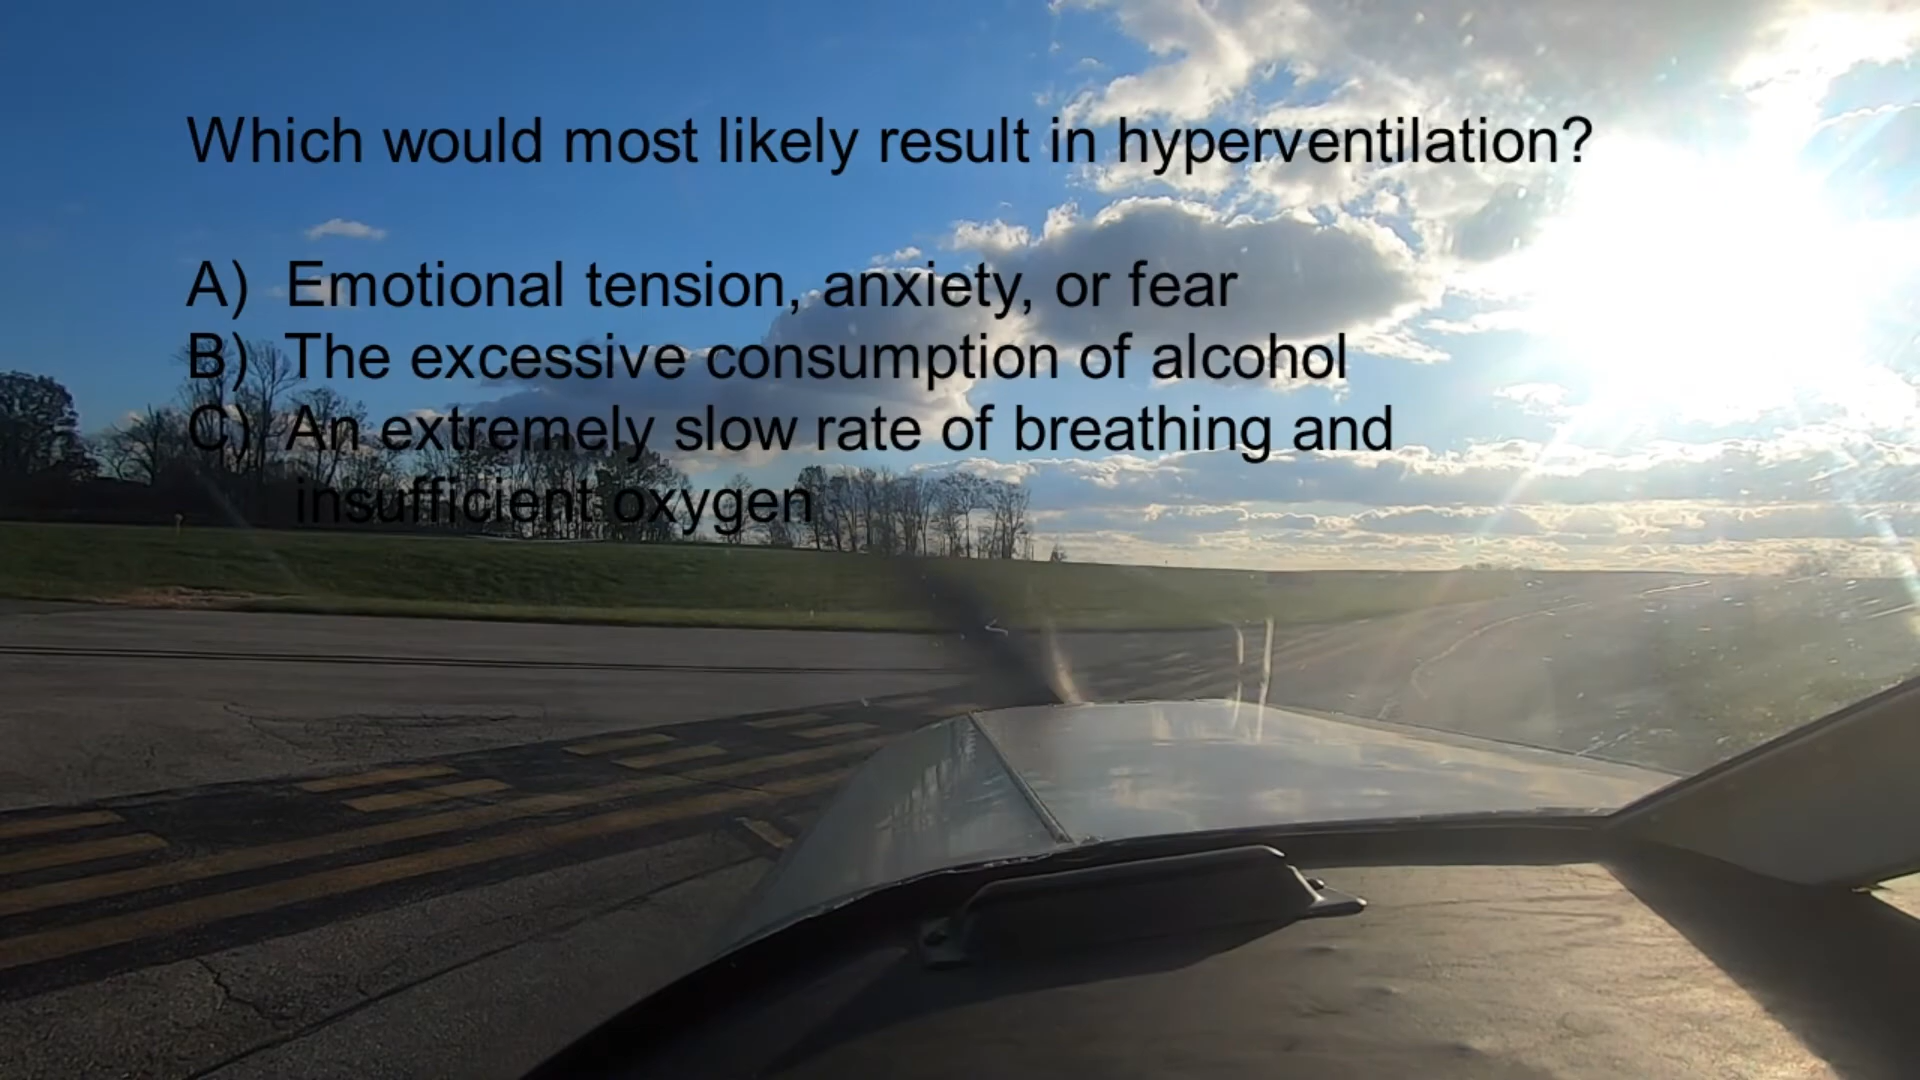 Which would most likely result in hyperventilation?
A) Emotional tension, anxiety, or fear
B) The excessive consumption of alcohol
C) An extremely slow rate of breathing and
insufficient oxygen